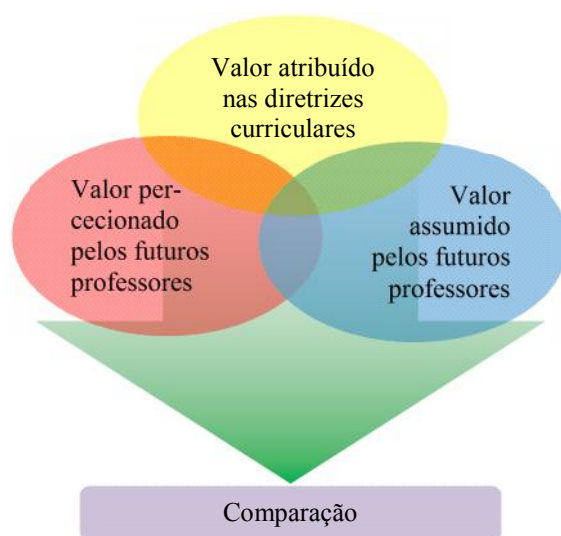 Valor atribuído
nas diretrizes
curriculares
Valor per-
cecionado
pelos futuros
professores
Valor
assumido
pelos futuros
professores
Comparação